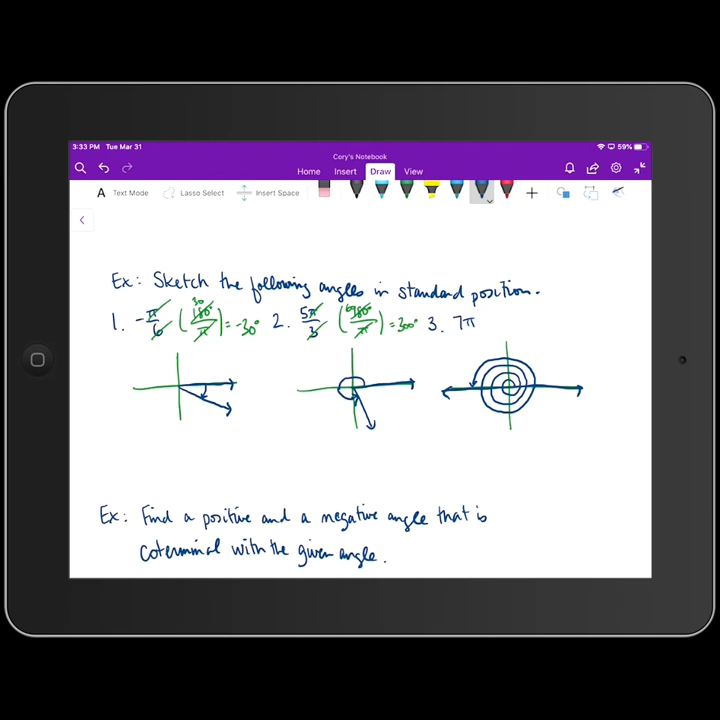 3:33 PM Tue Mar 31
59%
Cory's Notebook
Home Insert Draw View
A Text Mode Lasso Select Insert Space
Ex: Sketch the following angles in standard position.
1. -π/6 (180°/π) = -30° 2. 5π/3 (180°/π) = 300° 3. 7π
30 60
Ex: Find a positive and a negative angle that is
coterminal with the given angle.